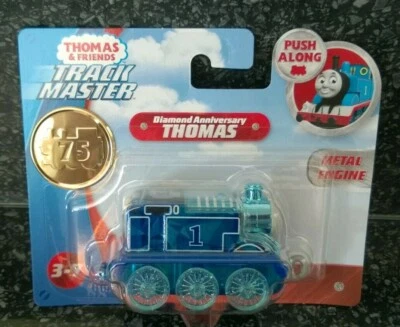 THOMAS
& FRIENDS
TRACK
MASTER
PUSH
ALONG
75
Diamond Anniversary
THOMAS
METAL
ENGINE
1